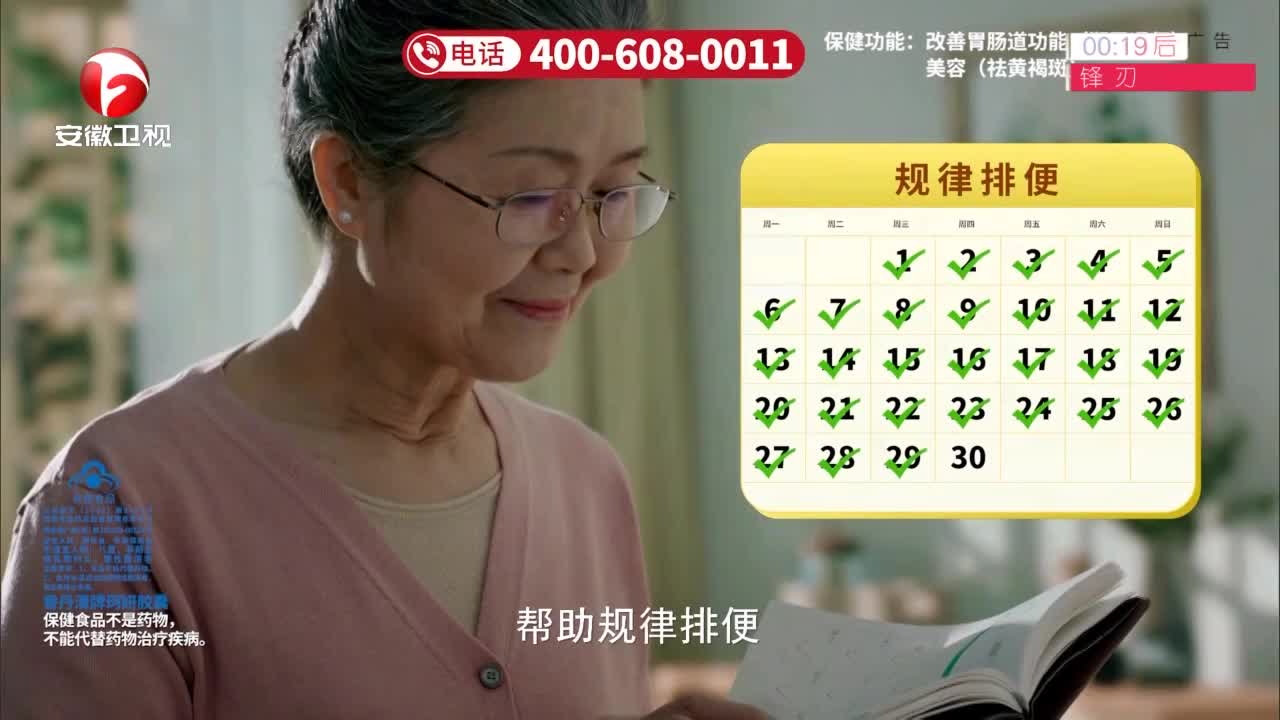 安徽卫视
电话 400-608-0011
保健功能：改善胃肠道功能
美容（祛黄褐斑
广告
00:19后
锋刃
规律排便
周一 周二 周三 周四 周五 周六 周日
1 2 3 4 5
6 7 8 9 10 11 12
13 14 15 16 17 18 19
20 21 22 23 24 25 26
27 28 29 30
保健食品不是药物，
不能代替药物治疗疾病。
帮助规律排便